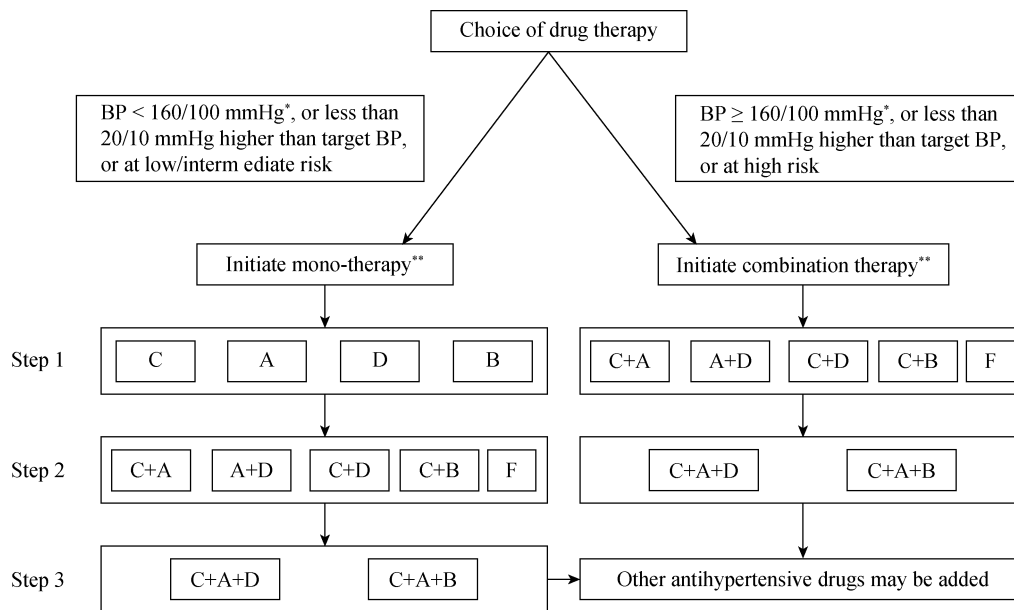 Choice of drug therapy
BP < 160/100 mmHg*, or less than
20/10 mmHg higher than target BP,
or at low/interm ediate risk
BP ≥ 160/100 mmHg*, or less than
20/10 mmHg higher than target BP,
or at high risk
Initiate mono-therapy**
Initiate combination therapy**
Step 1
C
A
D
B
C+A
A+D
C+D
C+B
F
Step 2
C+A
A+D
C+D
C+B
F
C+A+D
C+A+B
Step 3
C+A+D
C+A+B
Other antihypertensive drugs may be added